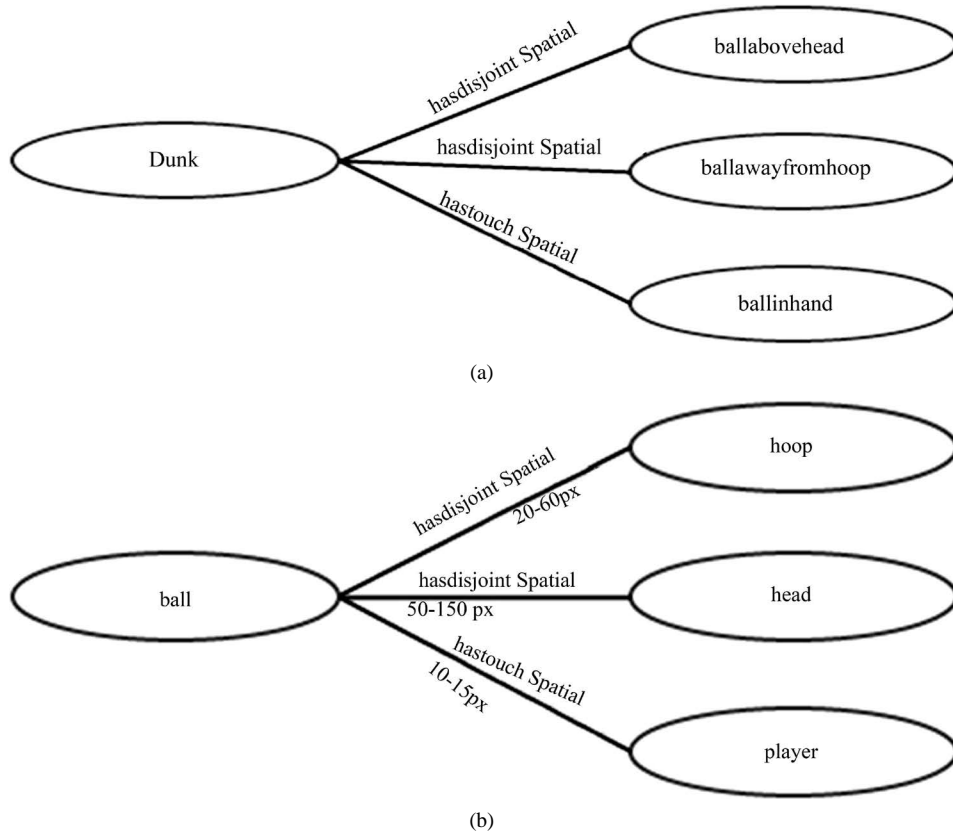 hasdisjoint Spatial
ballabovehead
Dunk
hasdisjoint Spatial
ballawayfromhoop
hastouch Spatial
ballinhand
(a)
hasdisjoint Spatial
20-60px
hoop
ball
hasdisjoint Spatial
50-150 px
head
hastouch Spatial
10-15px
player
(b)